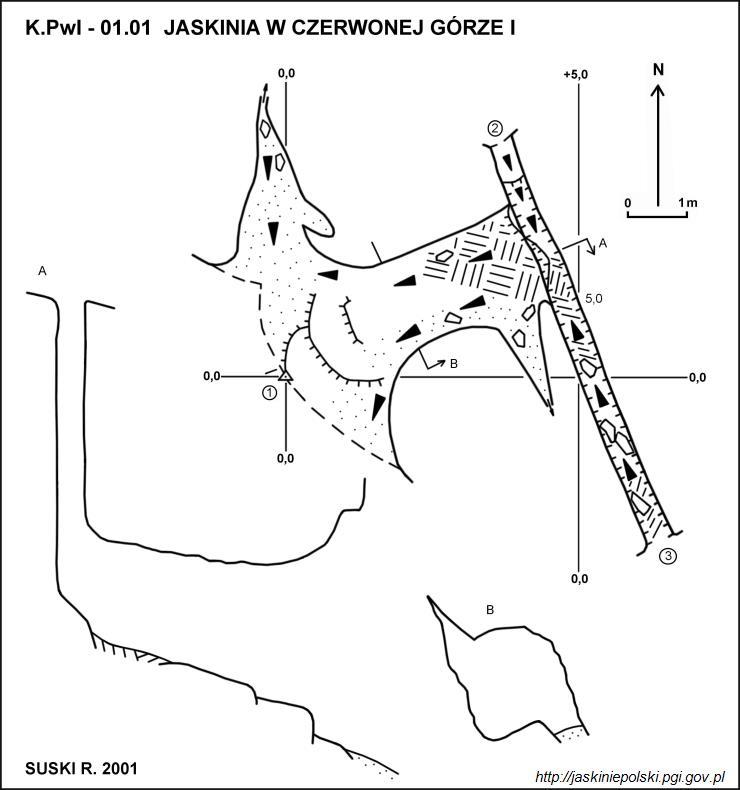 K.Pwl - 01.01 JASKINIA W CZERWONEJ GÓRZE I
0,0
+5,0
N
2
0
1m
A
A
5,0
B
0,0
0,0
1
0,0
3
0,0
B
SUSKI R. 2001
http://jaskiniepolski.pgi.gov.pl